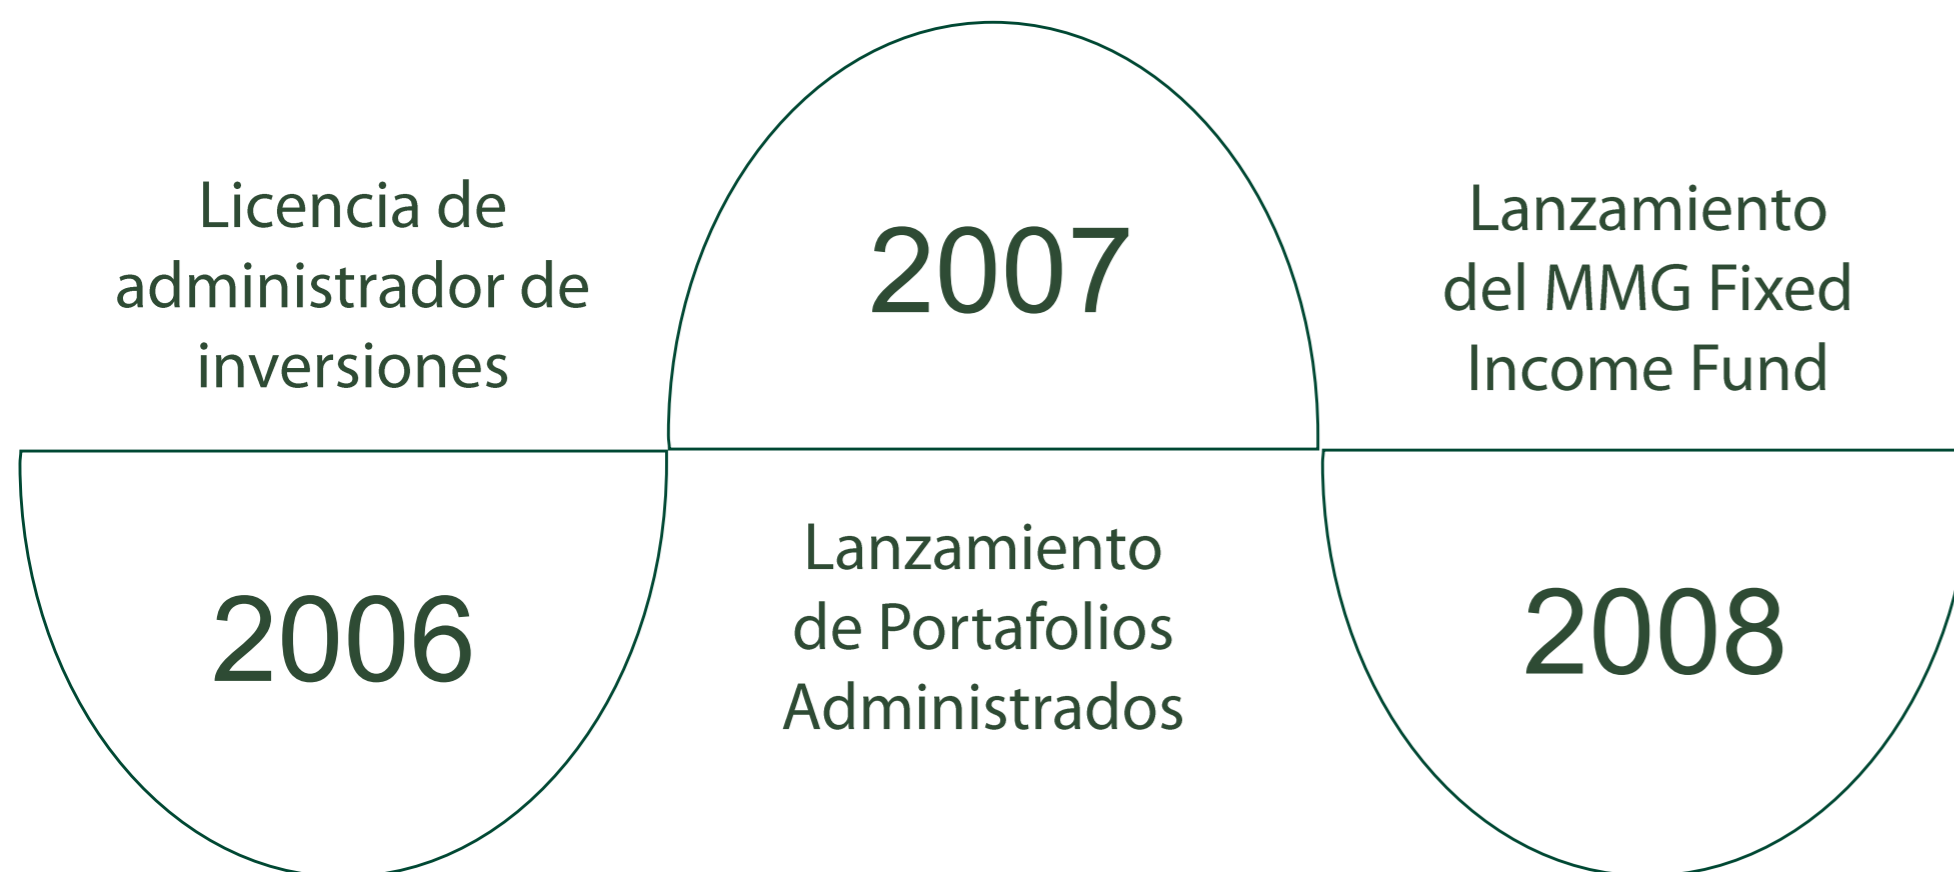 Licencia de
administrador de
inversiones
2006
2007
Lanzamiento
de Portafolios
Administrados
Lanzamiento
del MMG Fixed
Income Fund
2008